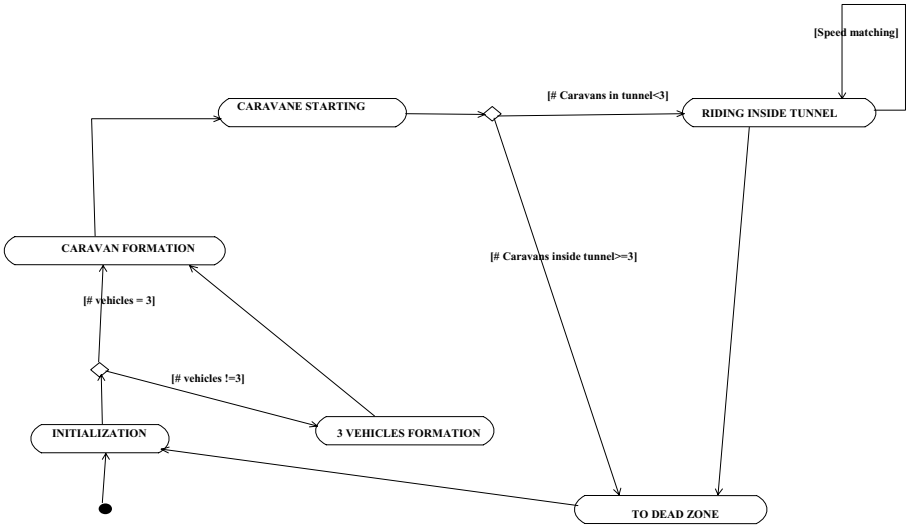 [Speed matching]
[# Caravans in tunnel<3]
CARAVANE STARTING
RIDING INSIDE TUNNEL
CARAVAN FORMATION
[# Caravans inside tunnel>=3]
[# vehicles = 3]
[# vehicles !=3]
INITIALIZATION
3 VEHICLES FORMATION
TO DEAD ZONE